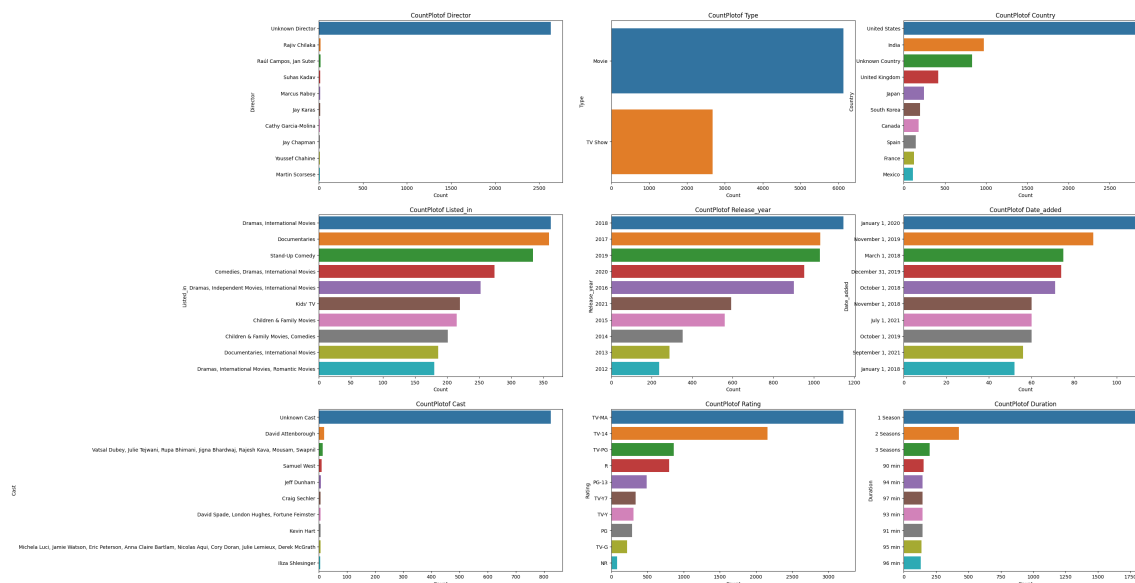 CountPlotof Director
Unknown Director
Rajiv Chilaka
Raúl Campos, Jan Suter
Suhas Kadav
Marcus Raboy
Jay Karas
Cathy Garcia-Molina
Jay Chapman
Youssef Chahine
Martin Scorsese
Director
0 500 1000 1500 2000 2500
Count
CountPlotof Type
Movie
TV Show
Type
0 1000 2000 3000 4000 5000 6000
Count
CountPlotof Country
United States
India
Unknown Country
United Kingdom
Japan
South Korea
Canada
Spain
France
Mexico
Country
0 500 1000 1500 2000 2500
Count
CountPlotof Listed_in
Dramas, International Movies
Documentaries
Stand-Up Comedy
Comedies, Dramas, International Movies
Dramas, Independent Movies, International Movies
Kids' TV
Children & Family Movies
Children & Family Movies, Comedies
Documentaries, International Movies
Dramas, International Movies, Romantic Movies
Listed_in
0 50 100 150 200 250 300 350
Count
CountPlotof Release_year
2018
2017
2019
2020
2016
2021
2015
2014
2013
2012
Release_year
0 200 400 600 800 1000 1200
Count
CountPlotof Date_added
January 1, 2020
November 1, 2019
March 1, 2018
December 31, 2019
October 1, 2018
November 1, 2018
July 1, 2021
October 1, 2019
September 1, 2021
January 1, 2018
Date_added
0 20 40 60 80 100
Count
CountPlotof Cast
Unknown Cast
David Attenborough
Vatsal Dubey, Julie Tejwani, Rupa Bhimani, Jigna Bhardwaj, Rajesh Kava, Mousam, Swapnil
Samuel West
Jeff Dunham
Craig Sechler
David Spade, London Hughes, Fortune Feimster
Kevin Hart
Michela Luci, Jamie Watson, Eric Peterson, Anna Claire Bartlam, Nicolas Aqui, Cory Doran, Julie Lemieux, Derek McGrath
Iliza Shlesinger
Cast
0 100 200 300 400 500 600 700 800
CountPlotof Rating
TV-MA
TV-14
TV-PG
R
PG-13
TV-Y7
TV-Y
PG
TV-G
NR
Rating
0 500 1000 1500 2000 2500 3000
CountPlotof Duration
1 Season
2 Seasons
3 Seasons
90 min
94 min
97 min
93 min
91 min
95 min
96 min
Duration
0 250 500 750 1000 1250 1500 1750